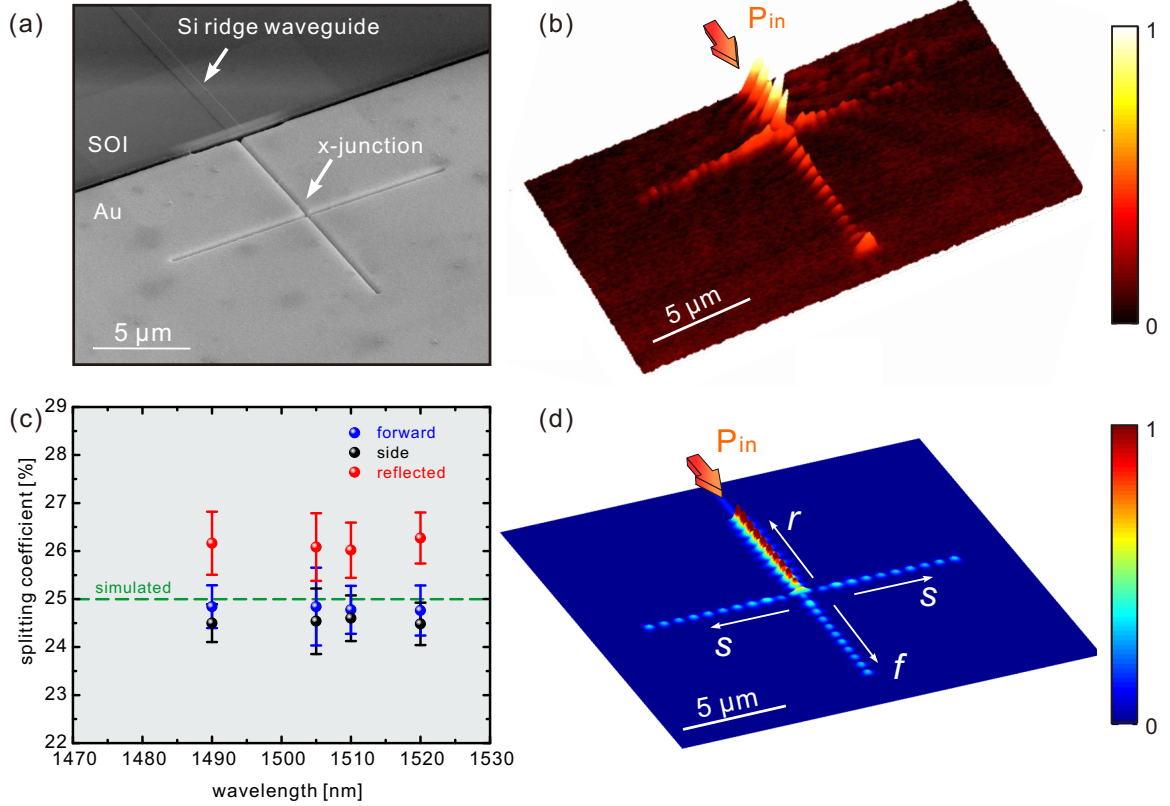 (a)
Si ridge waveguide
SOI
x-junction
Au
5 µm
(b)
Pin
5 µm
1
0
(c)
29
28
27
26
25
24
23
22
splitting coefficient [%]
forward
side
reflected
simulated
1470 1480 1490 1500 1510 1520 1530
wavelength [nm]
(d)
Pin
r
s
s
f
5 µm
1
0